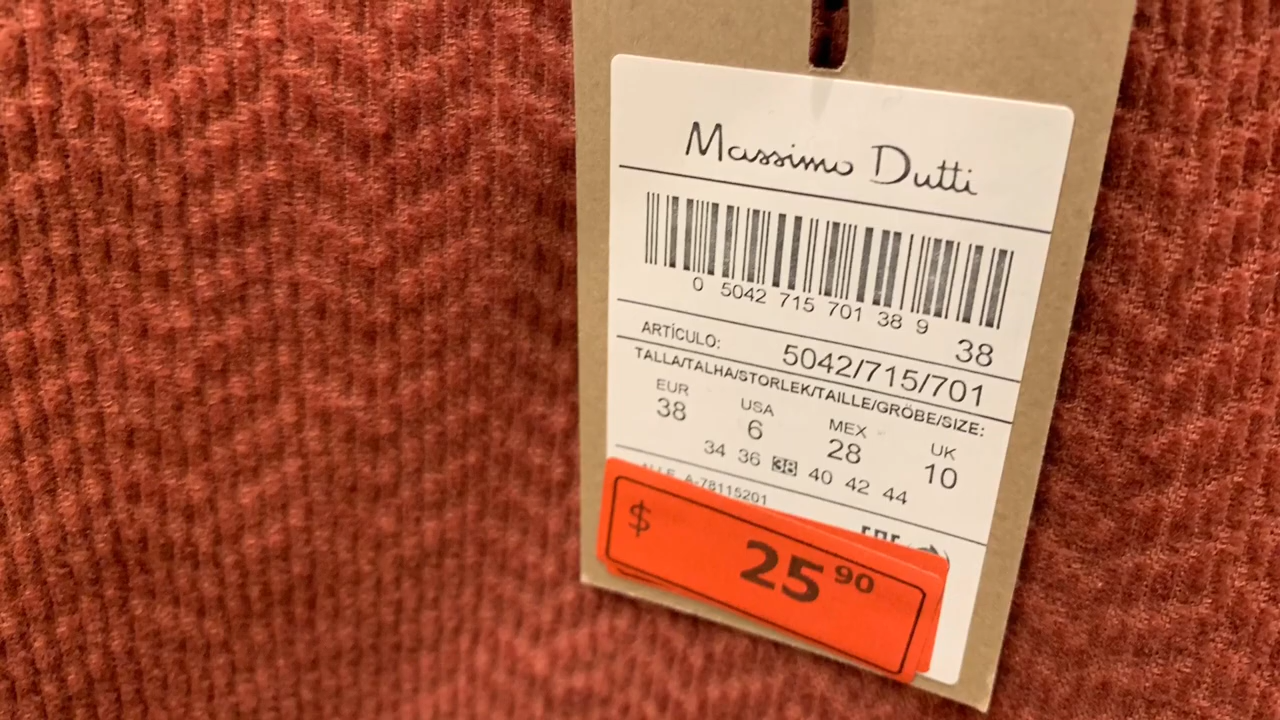 Massimo Dutti
0 5042 715 701 38 9
38
ARTÍCULO: 5042/715/701
TALLA/TALHA/STORLEK/TAILLE/GRÖBE/SIZE:
EUR USA MEX UK
38 6 28 10
34 36 38 40 42 44
A-78115201
$ 25 90